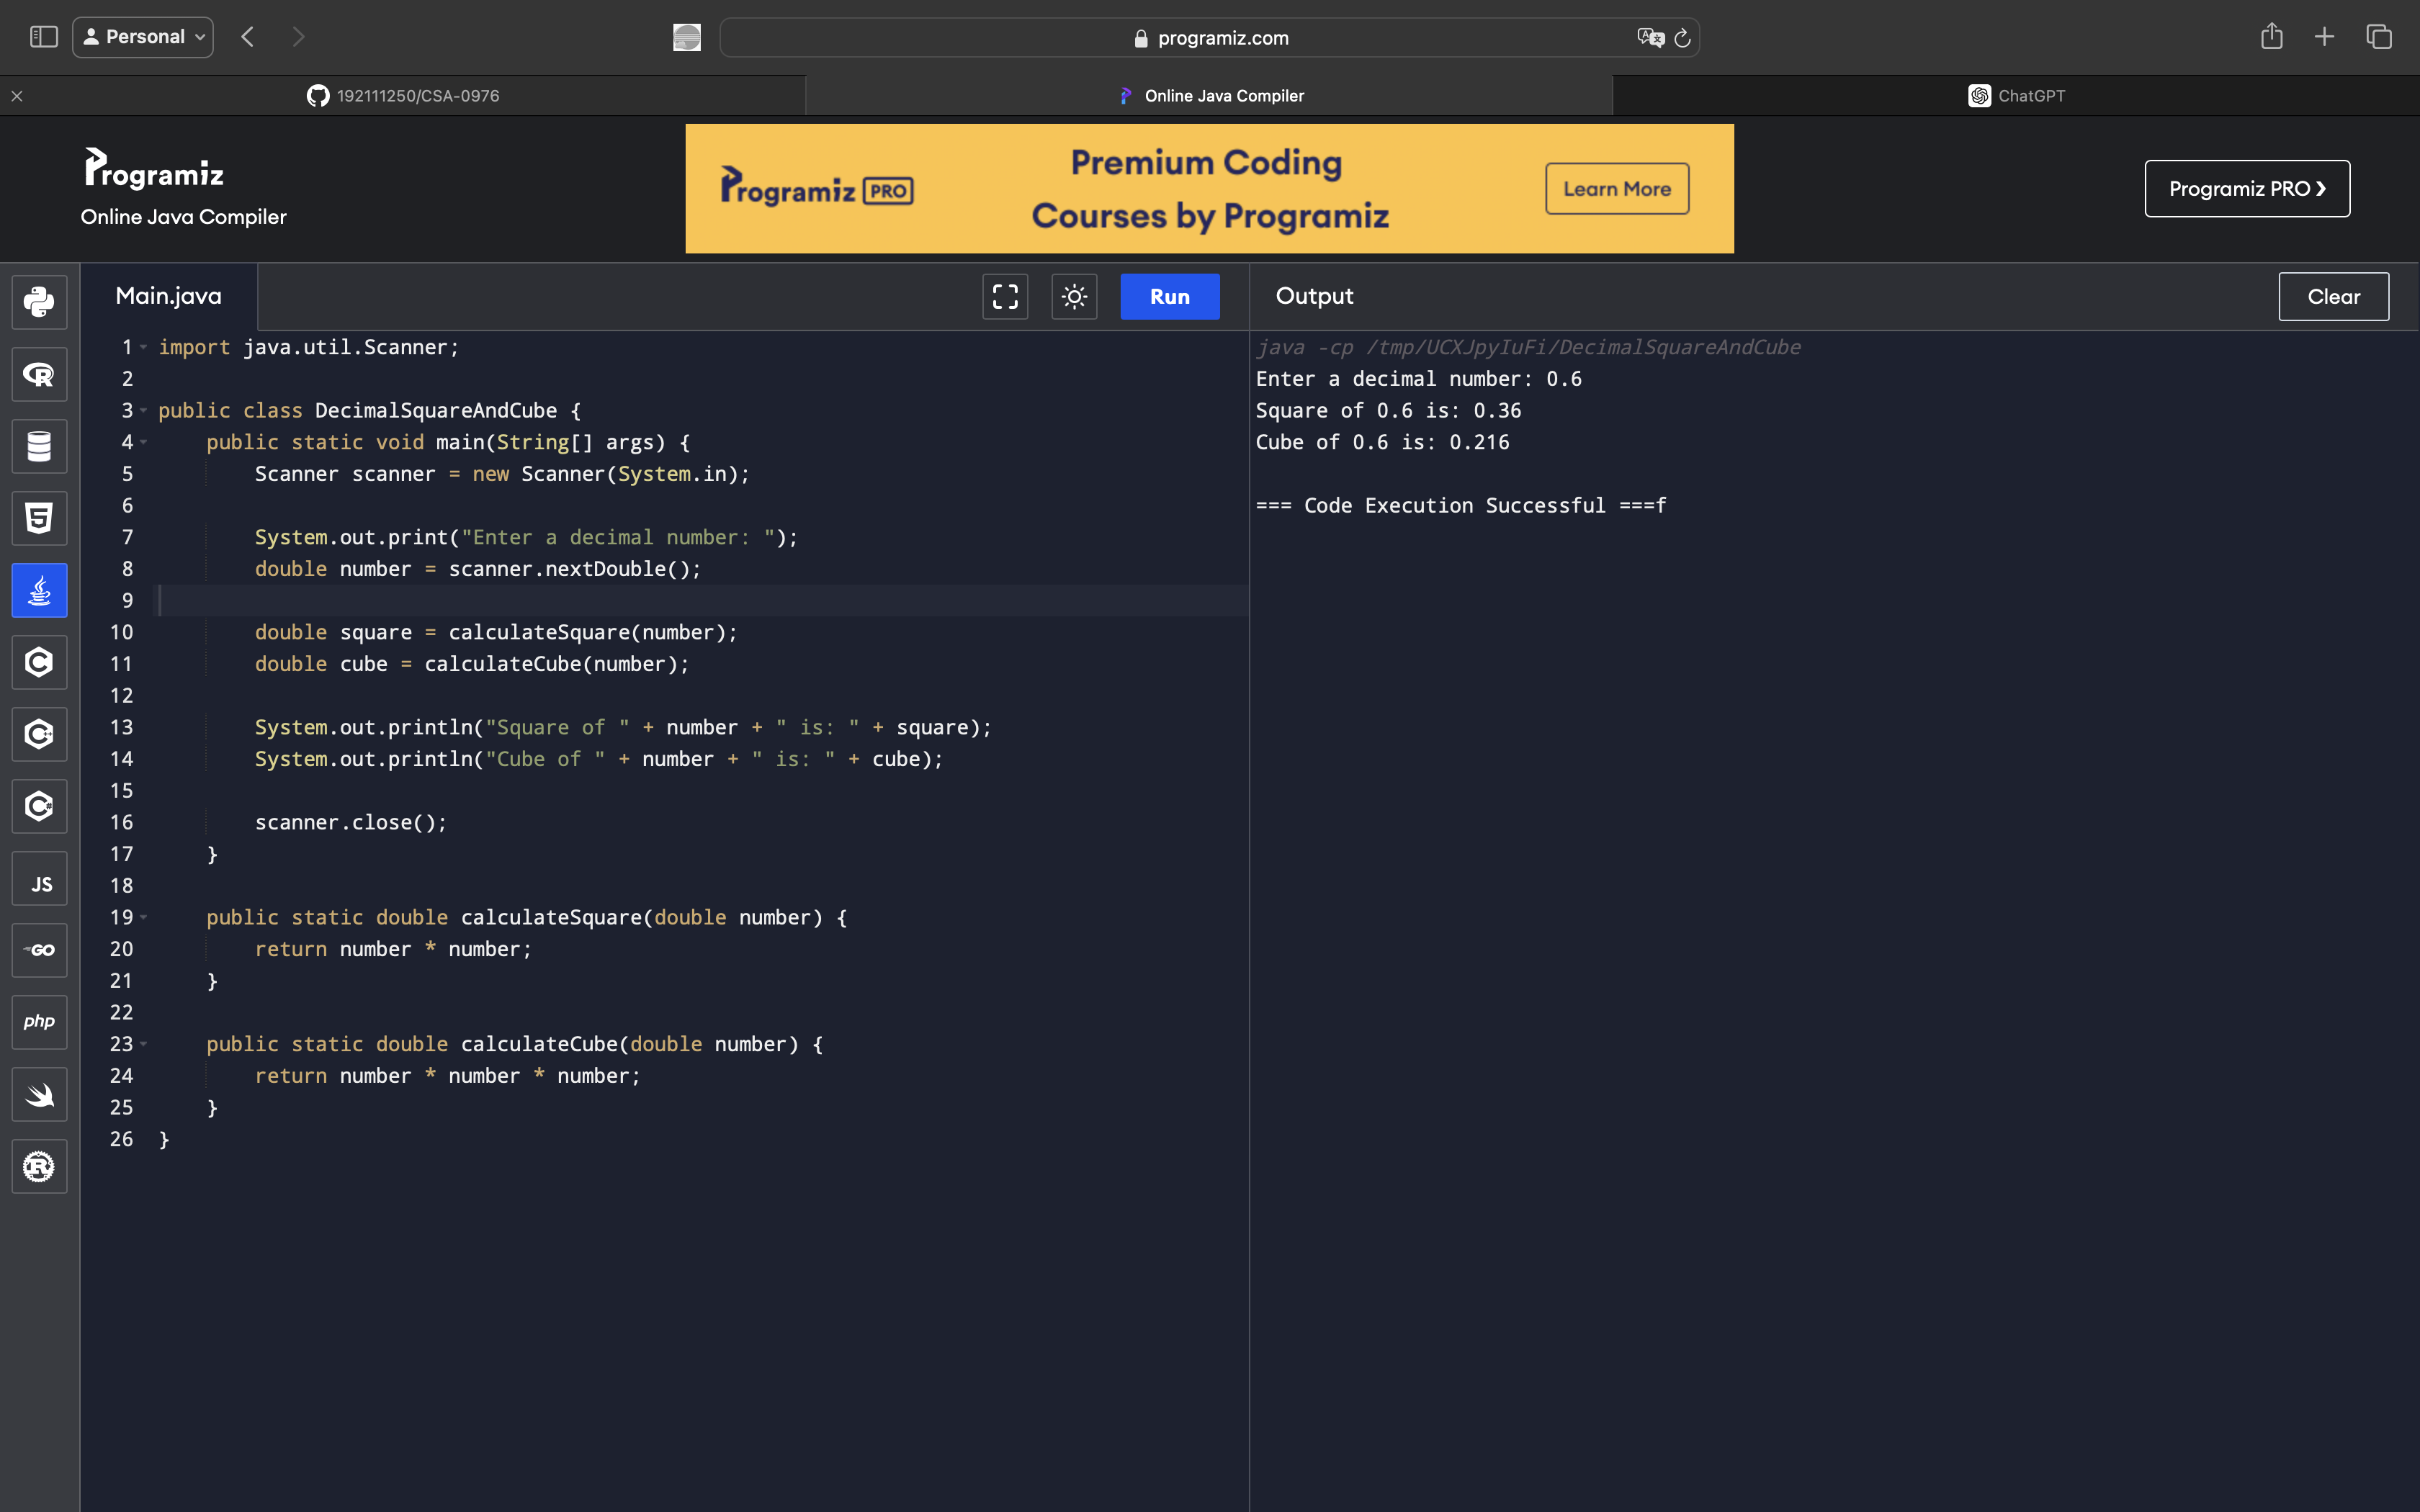 Personal
programiz.com
192111250/CSA-0976
Online Java Compiler
ChatGPT
Programiz
Online Java Compiler
Programiz PRO
Premium Coding
Courses by Programiz
Learn More
Programiz PRO ❯
Main.java
Run
Output
Clear
1 import java.util.Scanner;
2
3 public class DecimalSquareAndCube {
4     public static void main(String[] args) {
5         Scanner scanner = new Scanner(System.in);
6
7         System.out.print("Enter a decimal number: ");
8         double number = scanner.nextDouble();
9
10         double square = calculateSquare(number);
11         double cube = calculateCube(number);
12
13         System.out.println("Square of " + number + " is: " + square);
14         System.out.println("Cube of " + number + " is: " + cube);
15
16         scanner.close();
17     }
18
19     public static double calculateSquare(double number) {
20         return number * number;
21     }
22
23     public static double calculateCube(double number) {
24         return number * number * number;
25     }
26 }
java -cp /tmp/UCXJpyIuFi/DecimalSquareAndCube
Enter a decimal number: 0.6
Square of 0.6 is: 0.36
Cube of 0.6 is: 0.216
=== Code Execution Successful ===f
R
5
C
C++
C#
JS
GO
php
R